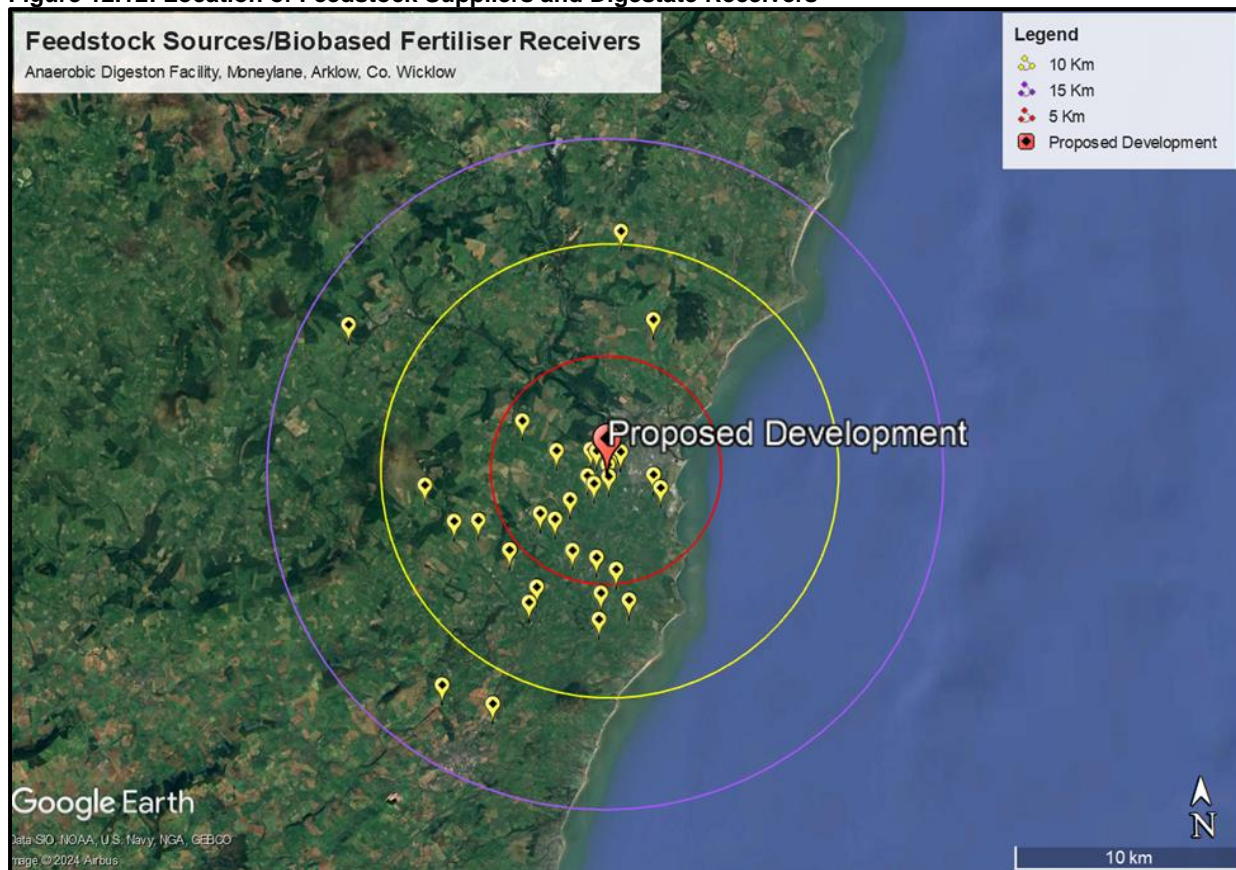 Figure 12.12: Location of Feedstock Suppliers and Digestate Receivers
Feedstock Sources/Biobased Fertiliser Receivers
Anaerobic Digeston Facility, Moneylane, Arklow, Co. Wicklow
Legend
10 Km
15 Km
5 Km
Proposed Development
Proposed Development
Google Earth
Data SIO, NOAA, U.S. Navy, NGA, GEBCO
Image © 2024 Airbus
N
10 km